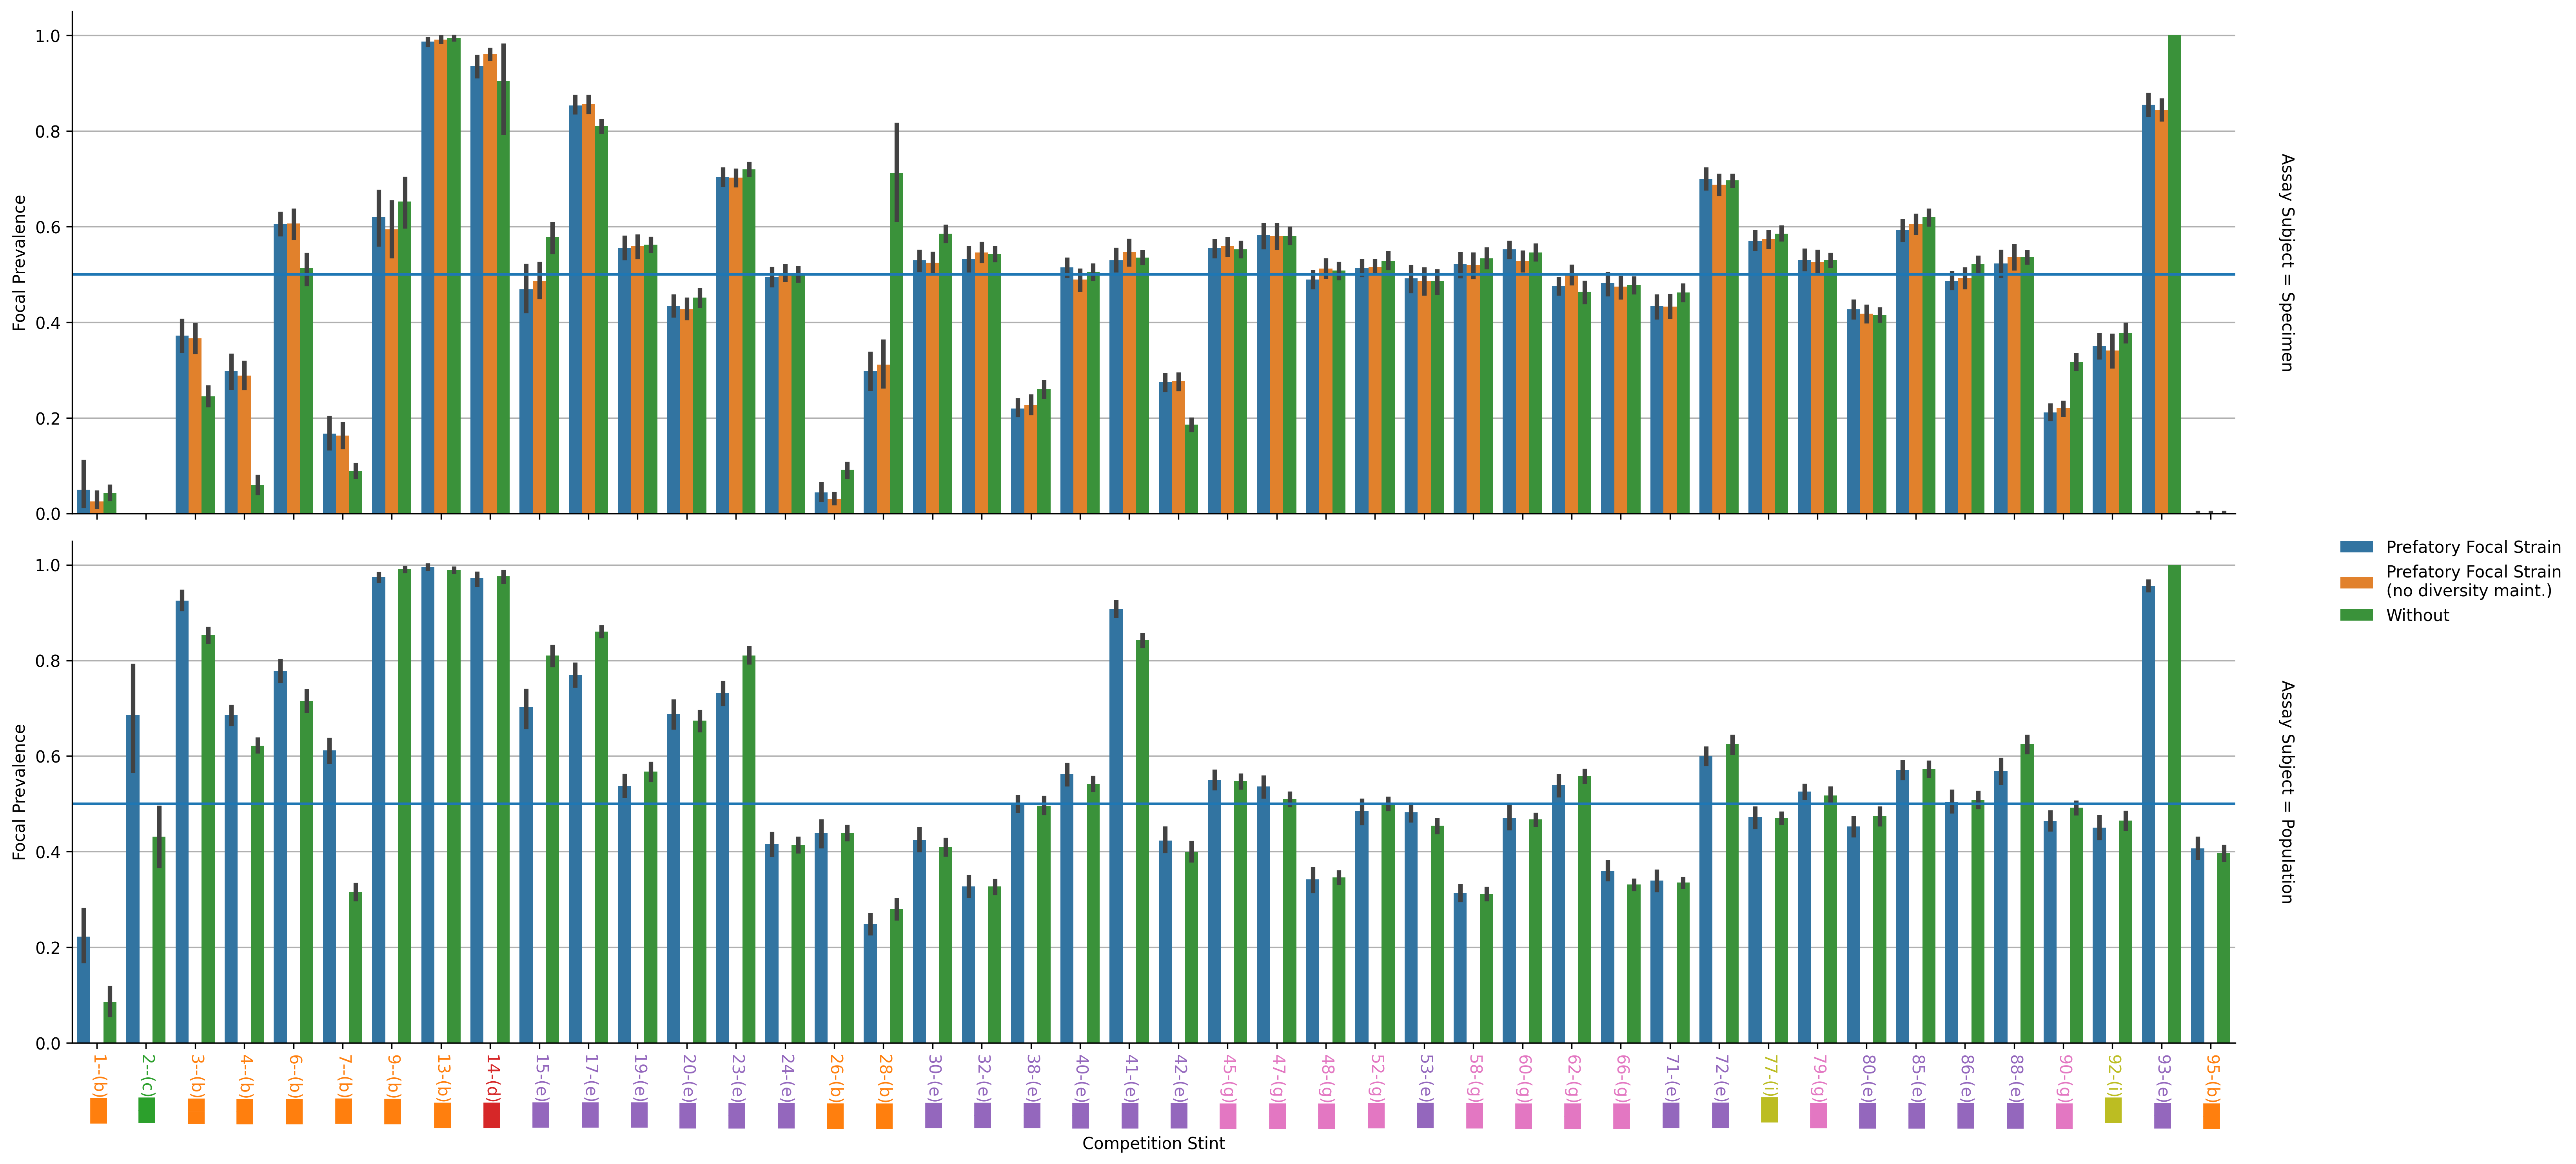 1.0
0.8
0.6
0.4
0.2
0.0
Focal Prevalence
Assay Subject = Specimen
1.0
0.8
0.6
0.4
0.2
0.0
Focal Prevalence
Assay Subject = Population
Prefatory Focal Strain
Prefatory Focal Strain
(no diversity maint.)
Without
1--(b)
2--(c)
3--(b)
4--(b)
6--(b)
7--(b)
9--(b)
13-(b)
14-(d)
15-(e)
17-(e)
19-(e)
20-(e)
23-(e)
24-(e)
26-(b)
28-(b)
30-(e)
32-(e)
38-(e)
40-(e)
41-(e)
42-(e)
45-(g)
47-(g)
48-(g)
52-(g)
53-(e)
58-(g)
60-(g)
62-(g)
66-(g)
71-(e)
72-(e)
77-(i)
79-(g)
80-(e)
85-(e)
86-(e)
88-(e)
90-(g)
92-(i)
93-(e)
95-(b)
Competition Stint